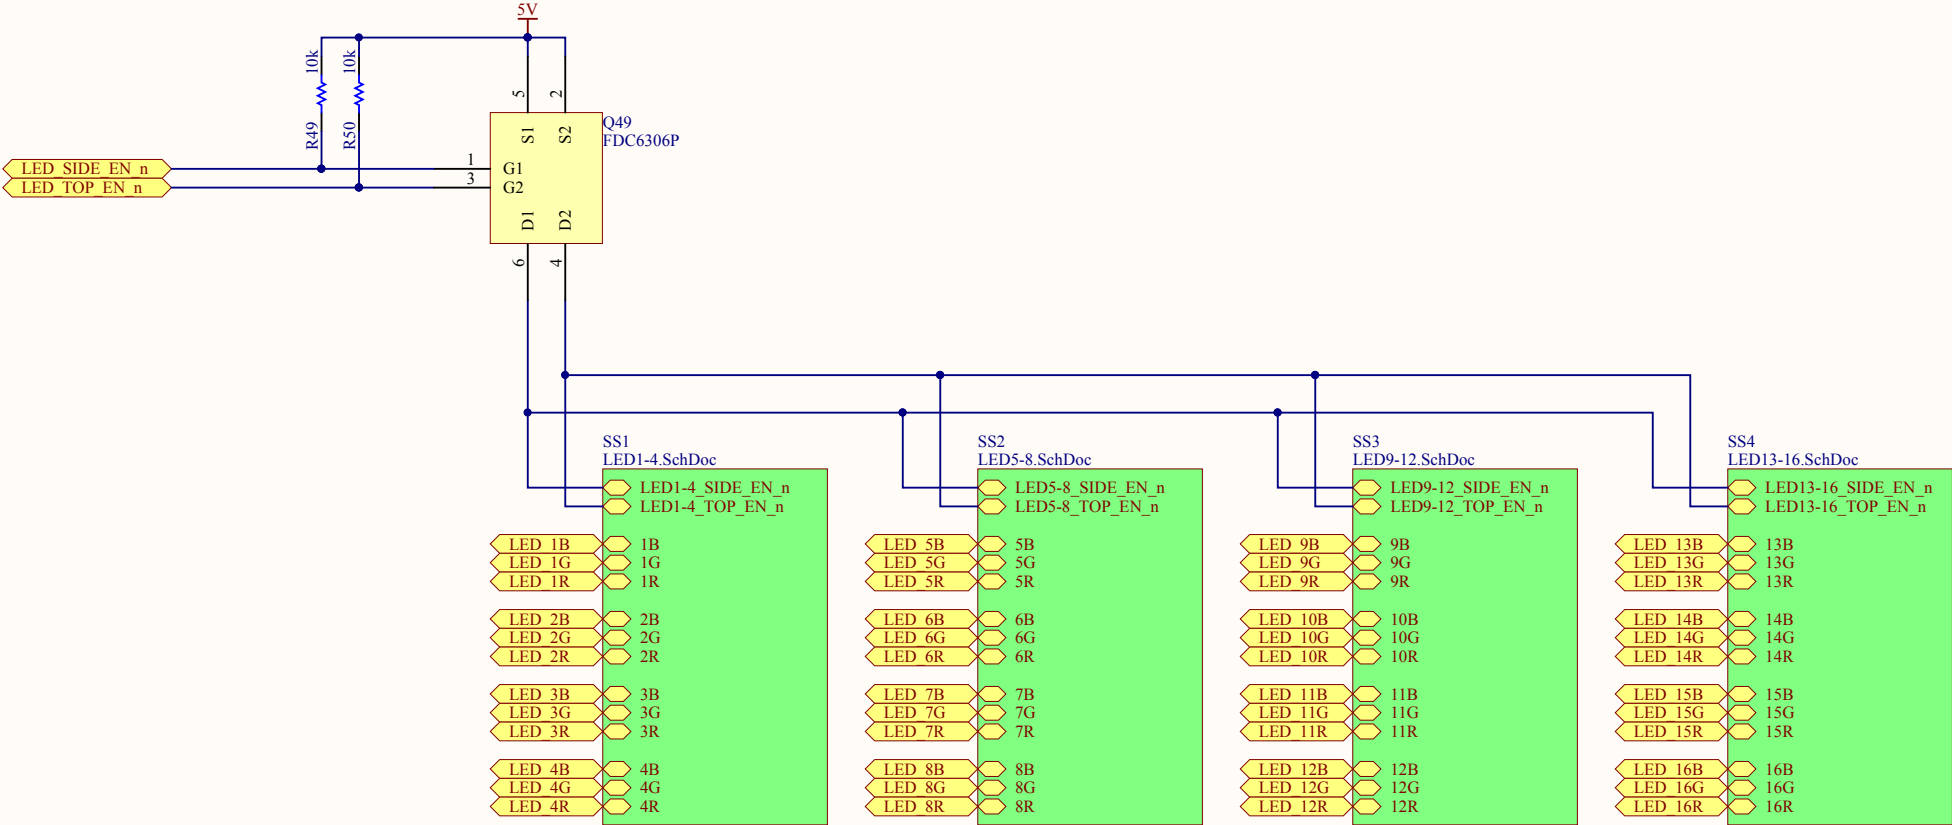 5V
10k
10k
R49
R50
5
2
S1
S2
Q49
FDC6306P
LED_SIDE_EN_n
1
G1
LED_TOP_EN_n
3
G2
D1
D2
6
4
SS1
LED1-4.SchDoc
LED1-4_SIDE_EN_n
LED1-4_TOP_EN_n
LED_1B 1B
LED_1G 1G
LED_1R 1R
LED_2B 2B
LED_2G 2G
LED_2R 2R
LED_3B 3B
LED_3G 3G
LED_3R 3R
LED_4B 4B
LED_4G 4G
LED_4R 4R
SS2
LED5-8.SchDoc
LED5-8_SIDE_EN_n
LED5-8_TOP_EN_n
LED_5B 5B
LED_5G 5G
LED_5R 5R
LED_6B 6B
LED_6G 6G
LED_6R 6R
LED_7B 7B
LED_7G 7G
LED_7R 7R
LED_8B 8B
LED_8G 8G
LED_8R 8R
SS3
LED9-12.SchDoc
LED9-12_SIDE_EN_n
LED9-12_TOP_EN_n
LED_9B 9B
LED_9G 9G
LED_9R 9R
LED_10B 10B
LED_10G 10G
LED_10R 10R
LED_11B 11B
LED_11G 11G
LED_11R 11R
LED_12B 12B
LED_12G 12G
LED_12R 12R
SS4
LED13-16.SchDoc
LED13-16_SIDE_EN_n
LED13-16_TOP_EN_n
LED_13B 13B
LED_13G 13G
LED_13R 13R
LED_14B 14B
LED_14G 14G
LED_14R 14R
LED_15B 15B
LED_15G 15G
LED_15R 15R
LED_16B 16B
LED_16G 16G
LED_16R 16R